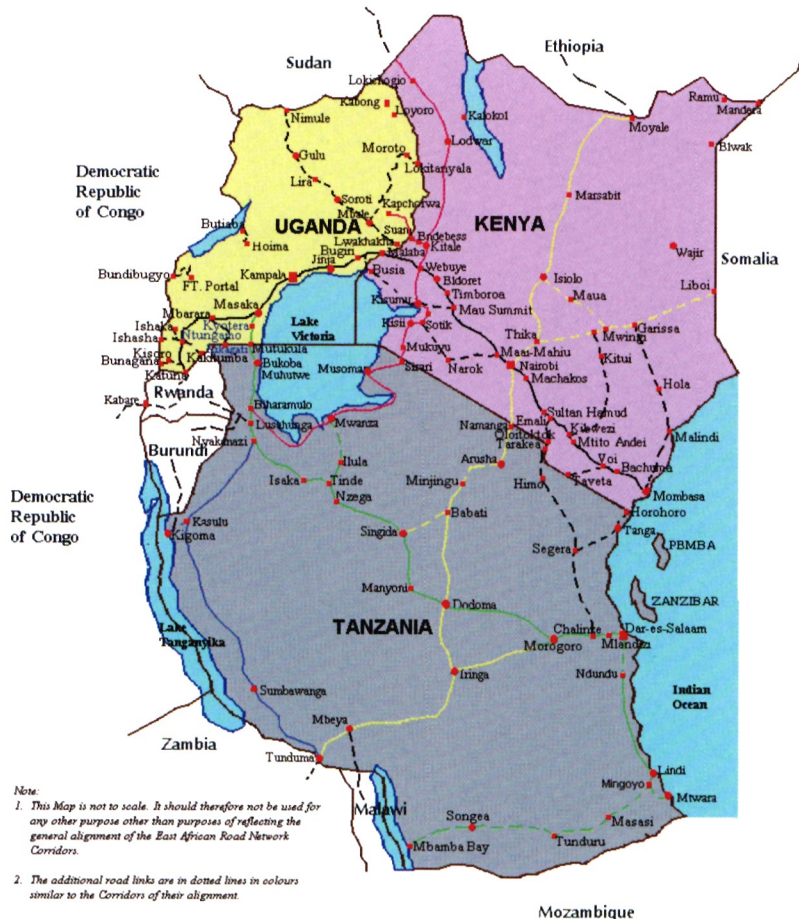 Ethiopia
Sudan
Lokichogio
Kabong
Loyoro
Kalokol
Ramu
Mandera
Nimule
Moyale
Lodwar
Elwak
Gulu
Moroto
Lokitanyala
Democratic
Republic
of Congo
Lira
Marsabit
Soroti
Kapchorwa
Mbale
UGANDA
Suam
KENYA
Butiaba
Hoima
Lwakhakha
Endebess
Kitale
Wajir
Somalia
Bugiri
Malaba
Jinja
Kampala
Busia
Webuye
Bundibugyo
FT. Portal
Eldoret
Isiolo
Liboi
Timboroa
Masaka
Kisumu
Maua
Mbarara
Mau Summit
Kyotera
Lake
Victoria
Ishaka
Ntungamo
Kisii
Sotik
Garissa
Ishasha
Thika
Mwingi
Kisoro
Mutukula
Mukuyu
Maai-Mahiu
Kitui
Bunagana
Kakitumba
Bukoba
Katuna
Muhutwe
Musoma
Sirari
Narok
Nairobi
Rwanda
Machakos
Hola
Kabare
Biharamulo
Sultan Hamud
Lusahunga
Mwanza
Namanga
Emali
Kibwezi
Oloitoktok
Malindi
Nyakanazi
Tarakea
Mtito Andei
Burundi
Arusha
Voi
Ilula
Bachuma
Isaka
Tinde
Minjingu
Himo
Taveta
Nzega
Mombasa
Democratic
Republic
of Congo
Babati
Horohoro
Kasulu
Tanga
Kigoma
Singida
Segera
PEMBA
Manyoni
Dodoma
ZANZIBAR
TANZANIA
Chalinze
Dar-es-Salaam
Lake
Tanganyika
Morogoro
Mlandizi
Iringa
Ndundu
Sumbawanga
Indian
Ocean
Mbeya
Zambia
Tunduma
Lindi
Mingoyo
Malawi
Mtwara
Songea
Masasi
Mbamba Bay
Tunduru
Mozambique
Note:
1. This Map is not to scale. It should therefore not be used for
any other purpose other than purposes of reflecting the
general alignment of the East African Road Network
Corridors.
2. The additional road links are in dotted lines in colours
similar to the Corridors of their alignment.